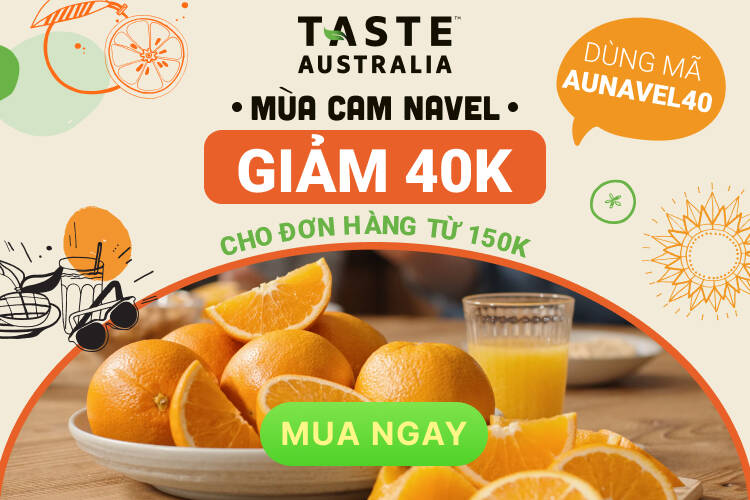 TASTE™
AUSTRALIA
• MÙA CAM NAVEL •
GIẢM 40K
CHO ĐƠN HÀNG TỪ 150K
DÙNG MÃ
AUNAVEL40
MUA NGAY